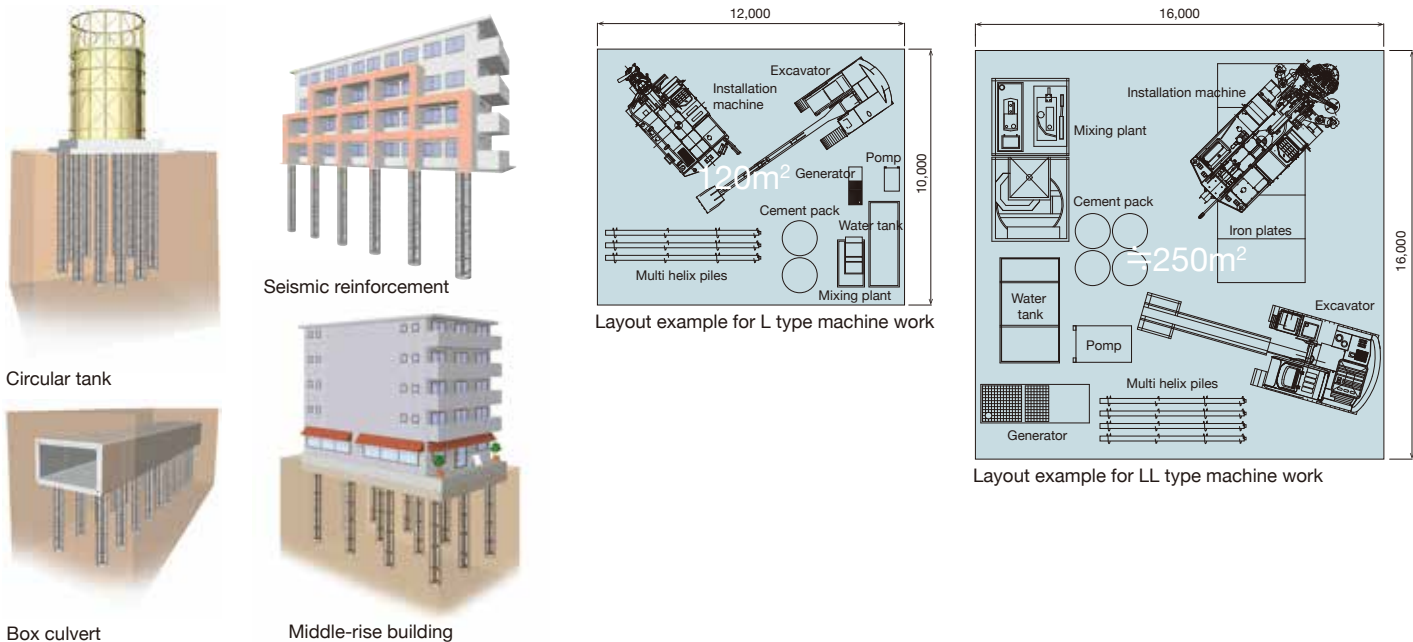 Circular tank
Seismic reinforcement
Box culvert
Middle-rise building
12,000
10,000
Installation
machine
Excavator
120m²
Generator
Pomp
Cement pack
Water tank
Multi helix piles
Mixing plant
Layout example for L type machine work
16,000
16,000
Installation machine
Mixing plant
Cement pack
Iron plates
≒250m²
Water
tank
Excavator
Pomp
Multi helix piles
Generator
Layout example for LL type machine work